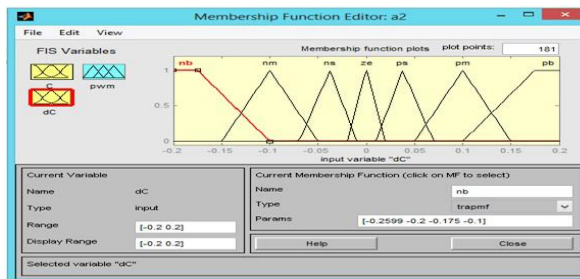 Membership Function Editor: a2
File Edit View
FIS Variables
Membership function plots plot points: 181
C pwm
dC
nb nm ns ze ps pm pb
1
0.5
0
-0.2 -0.15 -0.1 -0.05 0 0.05 0.1 0.15 0.2
input variable "dC"
Current Variable
Name dC
Type input
Range [-0.2 0.2]
Display Range [-0.2 0.2]
Current Membership Function (click on MF to select)
Name nb
Type trapmf
Params [-0.2599 -0.2 -0.175 -0.1]
Help Close
Selected variable "dC"